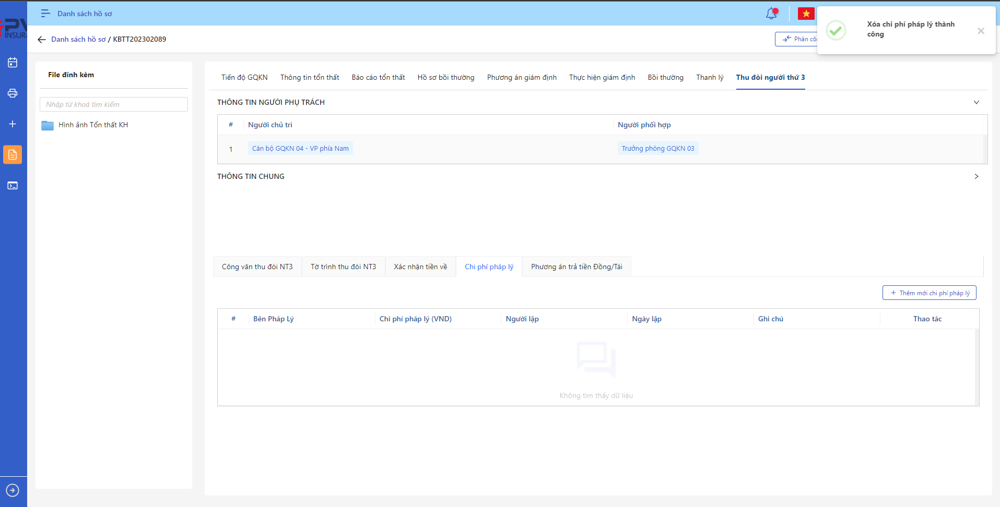 Danh sách hồ sơ
Xóa chi phí pháp lý thành
công
Danh sách hồ sơ / KBTT202302089
Phân
File đính kèm
Nhập từ khoá tìm kiếm
Hình ảnh Tổn thất KH
Tiến độ GQKN
Thông tin tổn thất
Báo cáo tổn thất
Hồ sơ bồi thường
Phương án giám định
Thực hiện giám định
Bồi thường
Thanh lý
Thu đòi người thứ 3
THÔNG TIN NGƯỜI PHỤ TRÁCH
# Người chủ trì Người phối hợp
1 Cán bộ GQKN 04 - VP phía Nam Trưởng phòng GQKN 03
THÔNG TIN CHUNG
Công văn thu đòi NT3
Tờ trình thu đòi NT3
Xác nhận tiền về
Chi phí pháp lý
Phương án trả tiền Đồng/Tái
Thêm mới chi phí pháp lý
# Bên Pháp Lý Chi phí pháp lý (VND) Người lập Ngày lập Ghi chú Thao tác
Không tìm thấy dữ liệu